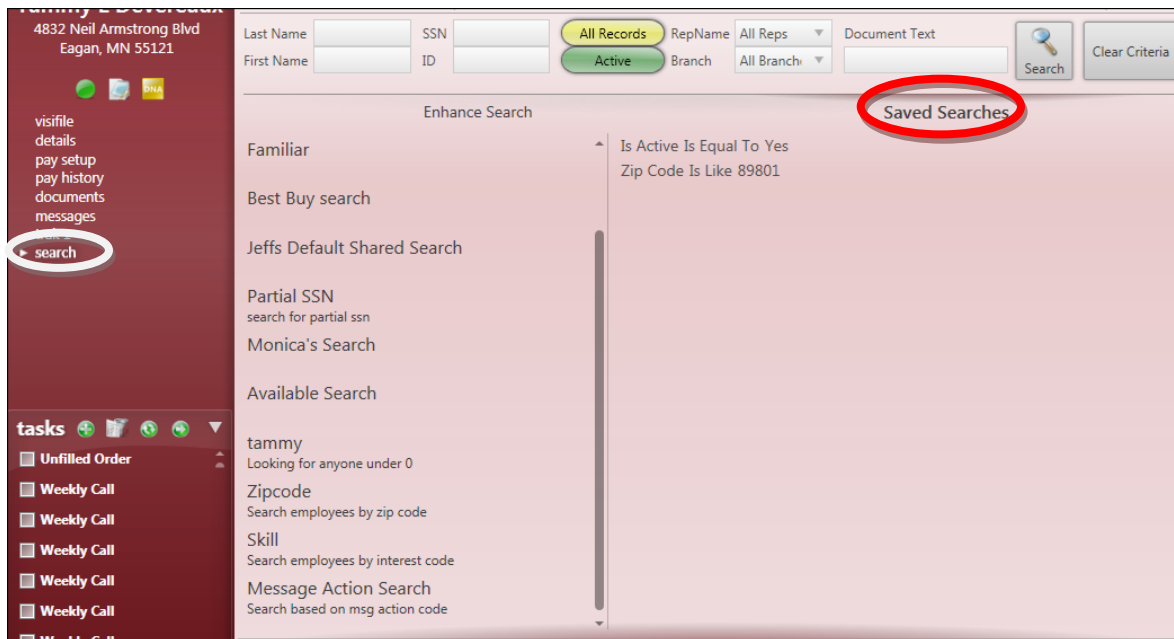 4832 Neil Armstrong Blvd
Eagan, MN 55121
DNA
visifile
details
pay setup
pay history
documents
messages
search
tasks
Unfilled Order
Weekly Call
Weekly Call
Weekly Call
Weekly Call
Weekly Call
Last Name
SSN
All Records
RepName
All Reps
Document Text
First Name
ID
Active
Branch
All Branch
Search
Clear Criteria
Enhance Search
Saved Searches
Familiar
Best Buy search
Jeffs Default Shared Search
Partial SSN
search for partial ssn
Monica's Search
Available Search
tammy
Looking for anyone under 0
Zipcode
Search employees by zip code
Skill
Search employees by interest code
Message Action Search
Search based on msg action code
Is Active Is Equal To Yes
Zip Code Is Like 89801